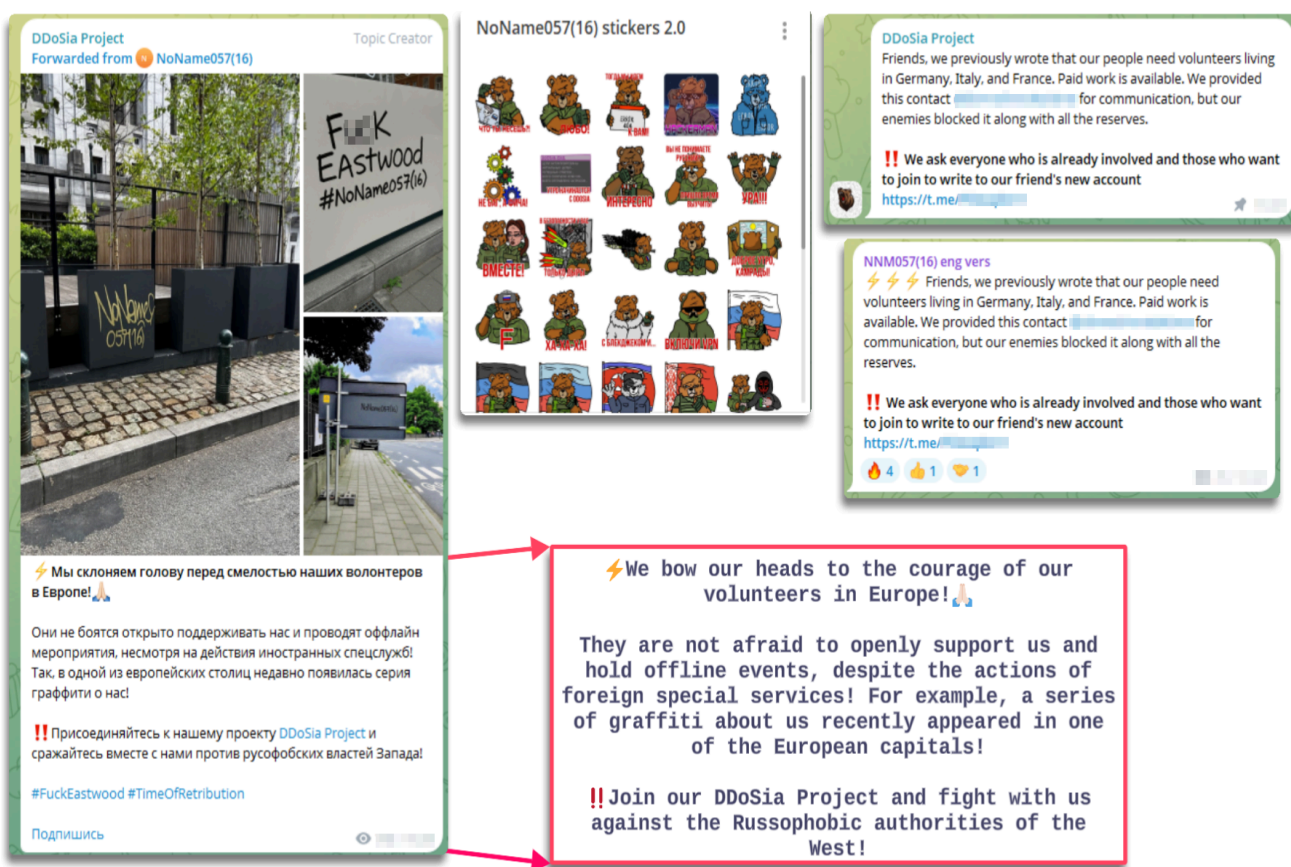 DDoSia Project
Topic Creator
Forwarded from NoName057(16)
NoName
057(16)
EASTWOOD
#NoName057(16)
NoName057(16)
⚡Мы склоняем голову перед смелостью наших волонтеров
в Европе!🙏🏻
Они не боятся открыто поддерживать нас и проводят оффлайн
мероприятия, несмотря на действия иностранных спецслужб!
Так, в одной из европейских столиц недавно появилась серия
граффити о нас!
‼️Присоединяйтесь к нашему проекту DDoSia Project и
сражайтесь вместе с нами против русофобских властей Запада!
#FuckEastwood #TimeOfRetribution
Подпишись
NoName057(16) stickers 2.0
К ВАМ!
ИНТЕРЕСНО
УРА!!!
ВМЕСТЕ!
F
ХА-ХА-ХА!
С БЛЕКДЖЕКОМ И...
ВКЛЮЧИ VPN
DDoSia Project
Friends, we previously wrote that our people need volunteers living
in Germany, Italy, and France. Paid work is available. We provided
this contact for communication, but our
enemies blocked it along with all the reserves.
‼️ We ask everyone who is already involved and those who want
to join to write to our friend's new account
https://t.me/
NNM057(16) eng vers
⚡⚡⚡ Friends, we previously wrote that our people need
volunteers living in Germany, Italy, and France. Paid work is
available. We provided this contact for
communication, but our enemies blocked it along with all the
reserves.
‼️ We ask everyone who is already involved and those who want
to join to write to our friend's new account
https://t.me/
🔥 4 👍 1 🤝 1
⚡We bow our heads to the courage of our
volunteers in Europe!🙏🏻
They are not afraid to openly support us and
hold offline events, despite the actions of
foreign special services! For example, a series
of graffiti about us recently appeared in one
of the European capitals!
‼️Join our DDoSia Project and fight with us
against the Russophobic authorities of the
West!